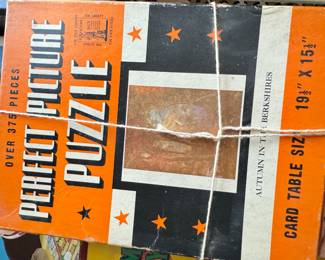 OVER 375 PIECES
PERFECT PICTURE
PUZZLE
AUTUMN IN THE BERKSHIRES
CARD TABLE SIZE 19½" X 15½"